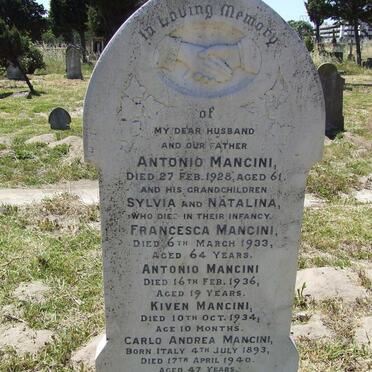 In Loving Memory
of
MY DEAR HUSBAND
AND OUR FATHER
ANTONIO MANCINI,
DIED 27 FEB. 1928, AGED 61.
AND HIS GRANDCHILDREN
SYLVIA AND NATALINA,
WHO DIED IN THEIR INFANCY.
FRANCESCA MANCINI,
DIED 6TH MARCH 1933,
AGED 64 YEARS.
ANTONIO MANCINI
DIED 16TH FEB. 1936,
AGED 19 YEARS.
KIVEN MANCINI,
DIED 10TH OCT. 1934,
AGE 10 MONTHS.
CARLO ANDREA MANCINI,
BORN ITALY 4TH JULY 1893,
DIED 17TH APRIL 1940.
AGED 47 YEARS.